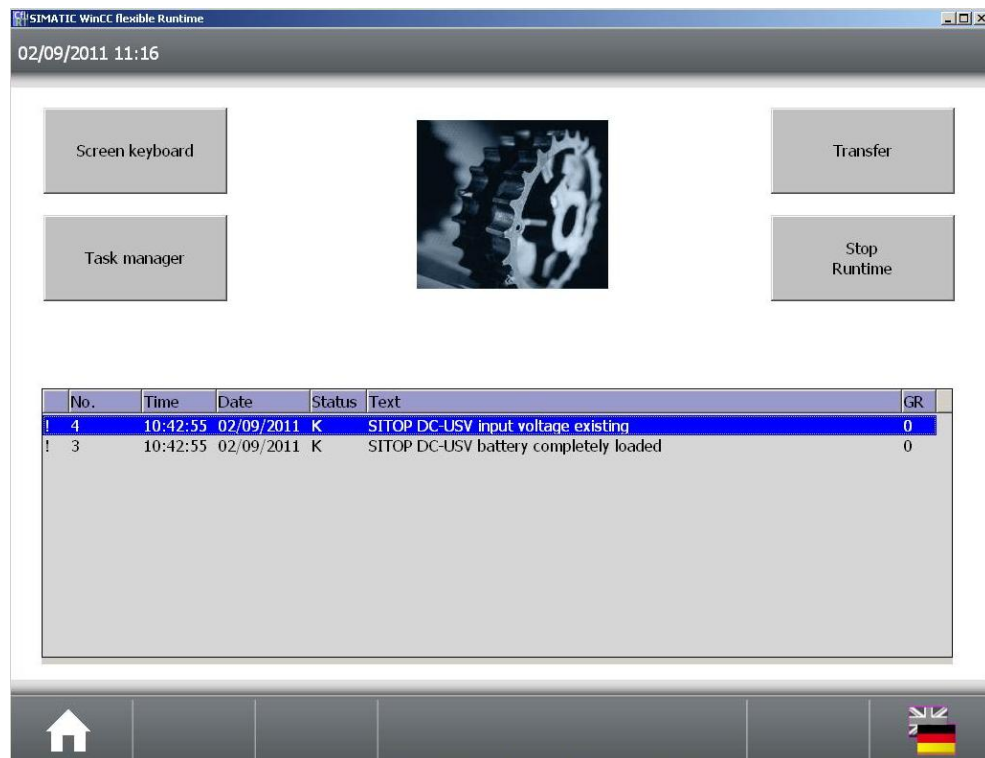 SIMATIC WinCC flexible Runtime
02/09/2011 11:16
Screen keyboard
Transfer
Task manager
Stop
Runtime
No. Time Date Status Text GR
! 4 10:42:55 02/09/2011 K SITOP DC-USV input voltage existing 0
! 3 10:42:55 02/09/2011 K SITOP DC-USV battery completely loaded 0